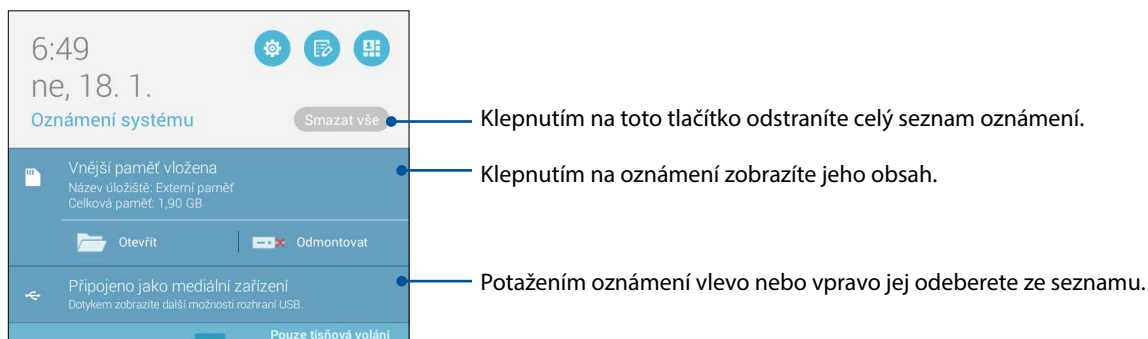 6:49
ne, 18. 1.
Oznámení systému
Smazat vše
Klepnutím na toto tlačítko odstraníte celý seznam oznámení.
Vnější paměť vložena
Název úložiště: Externí paměť
Celková paměť: 1,90 GB
Klepnutím na oznámení zobrazíte jeho obsah.
Otevřít
Odmontovat
Připojeno jako mediální zařízení
Dotykem zobrazíte další možnosti rozhraní USB.
Potažením oznámení vlevo nebo vpravo jej odeberete ze seznamu.
Pouze tísňová volání